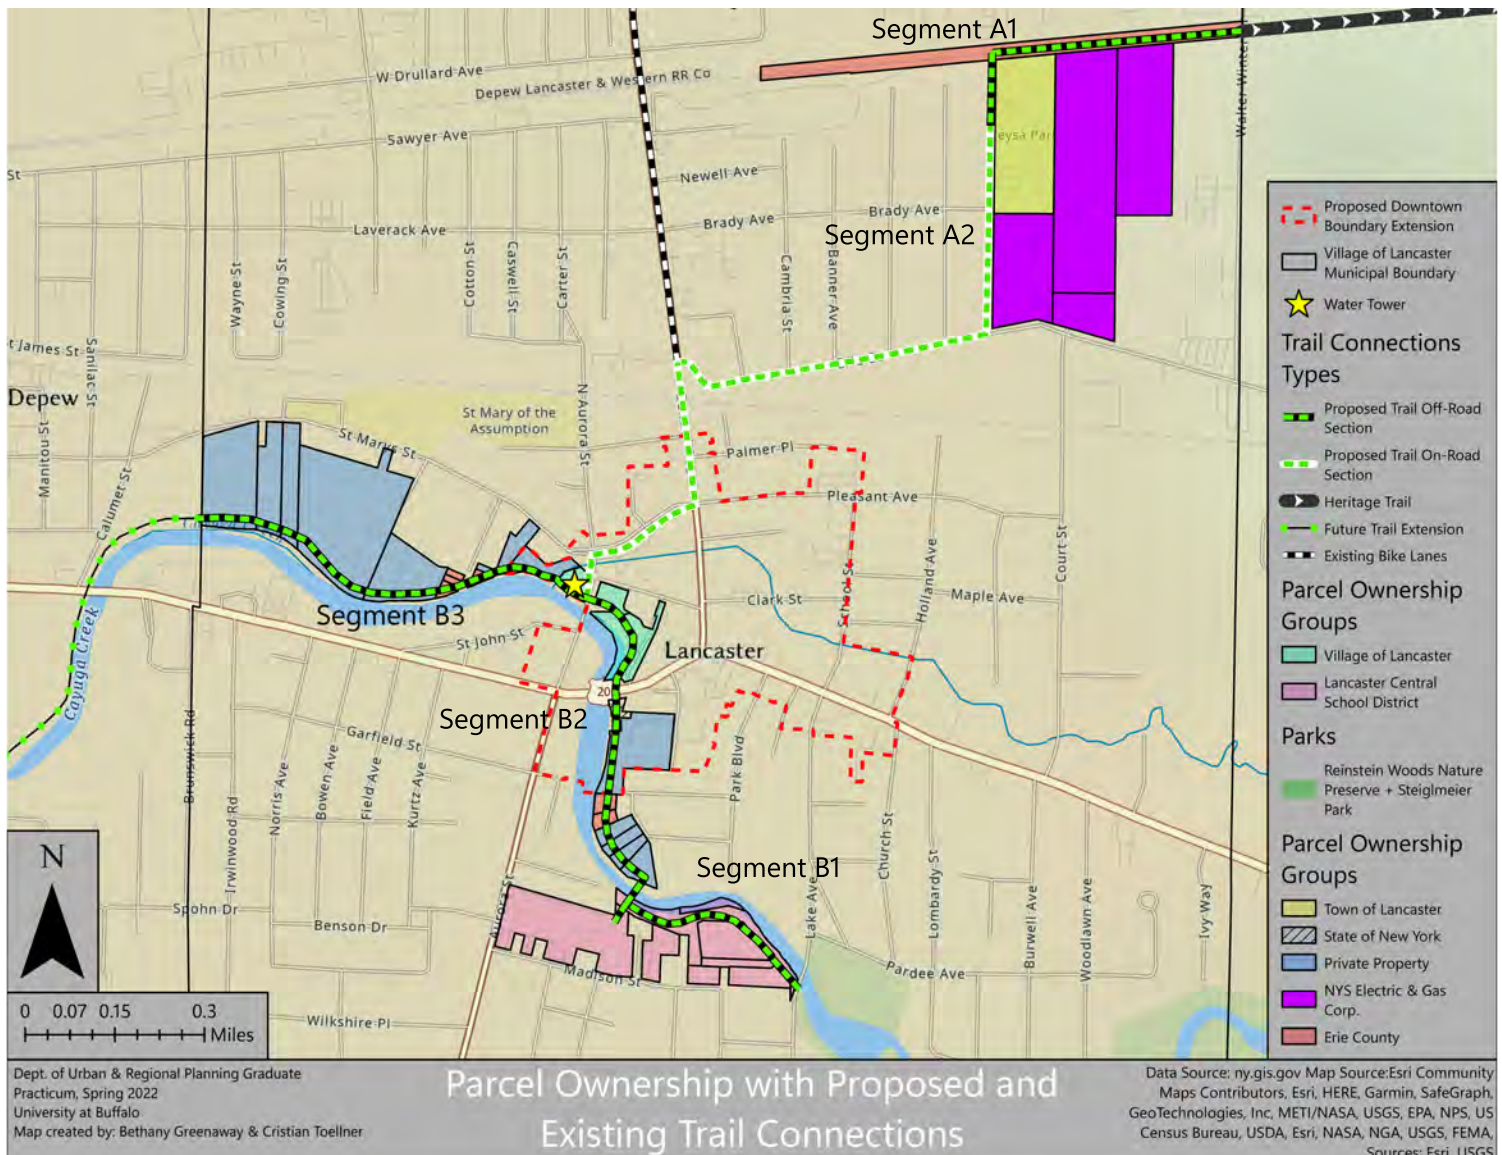 Segment A1
W Drullard Ave
Depew Lancaster & Western RR Co
Walter Winte
Sawyer Ave
eysa Par
St
Newell Ave
Brady Ave
Brady Ave
Laverack Ave
Segment A2
Wayne St
Cowing St
Cotton St
Caswell St
Carter St
Cambria St
Banner Ave
t James St
Sanilac St
Depew
Manitou St
Calumet St
St Marys St
St Mary of the
Assumption
N Aurora St
Palmer Pl
Pleasant Ave
Court St
Holland Ave
School S
Clark St
Maple Ave
Segment B3
St John St
Lancaster
Cayuga Creek
20
Segment B2
Garfield St
Brunswick Rd
Irwinwood Rd
Norris Ave
Bowen Ave
Field Ave
Kurtz Ave
Park Blvd
Segment B1
Lake Ave
Church St
Lombardy St
Burwell Ave
Woodlawn Ave
Ivy Way
Spohn Dr
Benson Dr
Aurora St
Madison St
Pardee Ave
Wilkshire Pl
Proposed Downtown
Boundary Extension
Village of Lancaster
Municipal Boundary
Water Tower
Trail Connections
Types
Proposed Trail Off-Road
Section
Proposed Trail On-Road
Section
Heritage Trail
Future Trail Extension
Existing Bike Lanes
Parcel Ownership
Groups
Village of Lancaster
Lancaster Central
School District
Parks
Reinstein Woods Nature
Preserve + Steiglmeier
Park
Parcel Ownership
Groups
Town of Lancaster
State of New York
Private Property
NYS Electric & Gas
Corp.
Erie County
N
0 0.07 0.15 0.3
Miles
Dept. of Urban & Regional Planning Graduate
Practicum, Spring 2022
University at Buffalo
Map created by: Bethany Greenaway & Cristian Toellner
Parcel Ownership with Proposed and
Existing Trail Connections
Data Source: ny.gis.gov Map Source:Esri Community
Maps Contributors, Esri, HERE, Garmin, SafeGraph,
GeoTechnologies, Inc, METI/NASA, USGS, EPA, NPS, US
Census Bureau, USDA, Esri, NASA, NGA, USGS, FEMA,
Sources: Esri, USGS